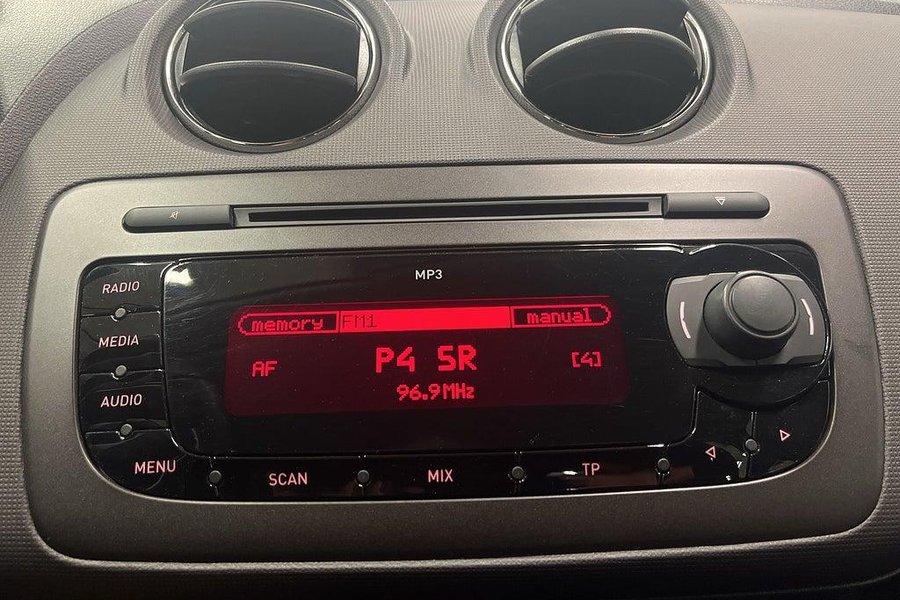 MP3
RADIO
MEDIA
AUDIO
MENU
memory FM1 manual
AF P4 SR [4]
96.9MHz
SCAN MIX TP